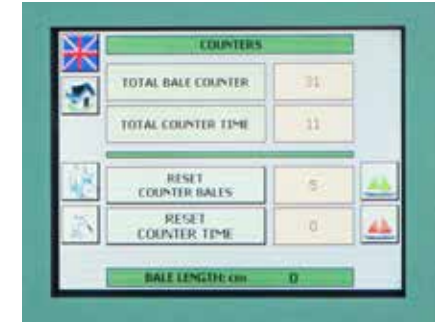 COUNTERS
TOTAL BALE COUNTER 31
TOTAL COUNTER TIME 11
RESET
COUNTER BALES 5
RESET
COUNTER TIME 0
BALE LENGTH: cm 0